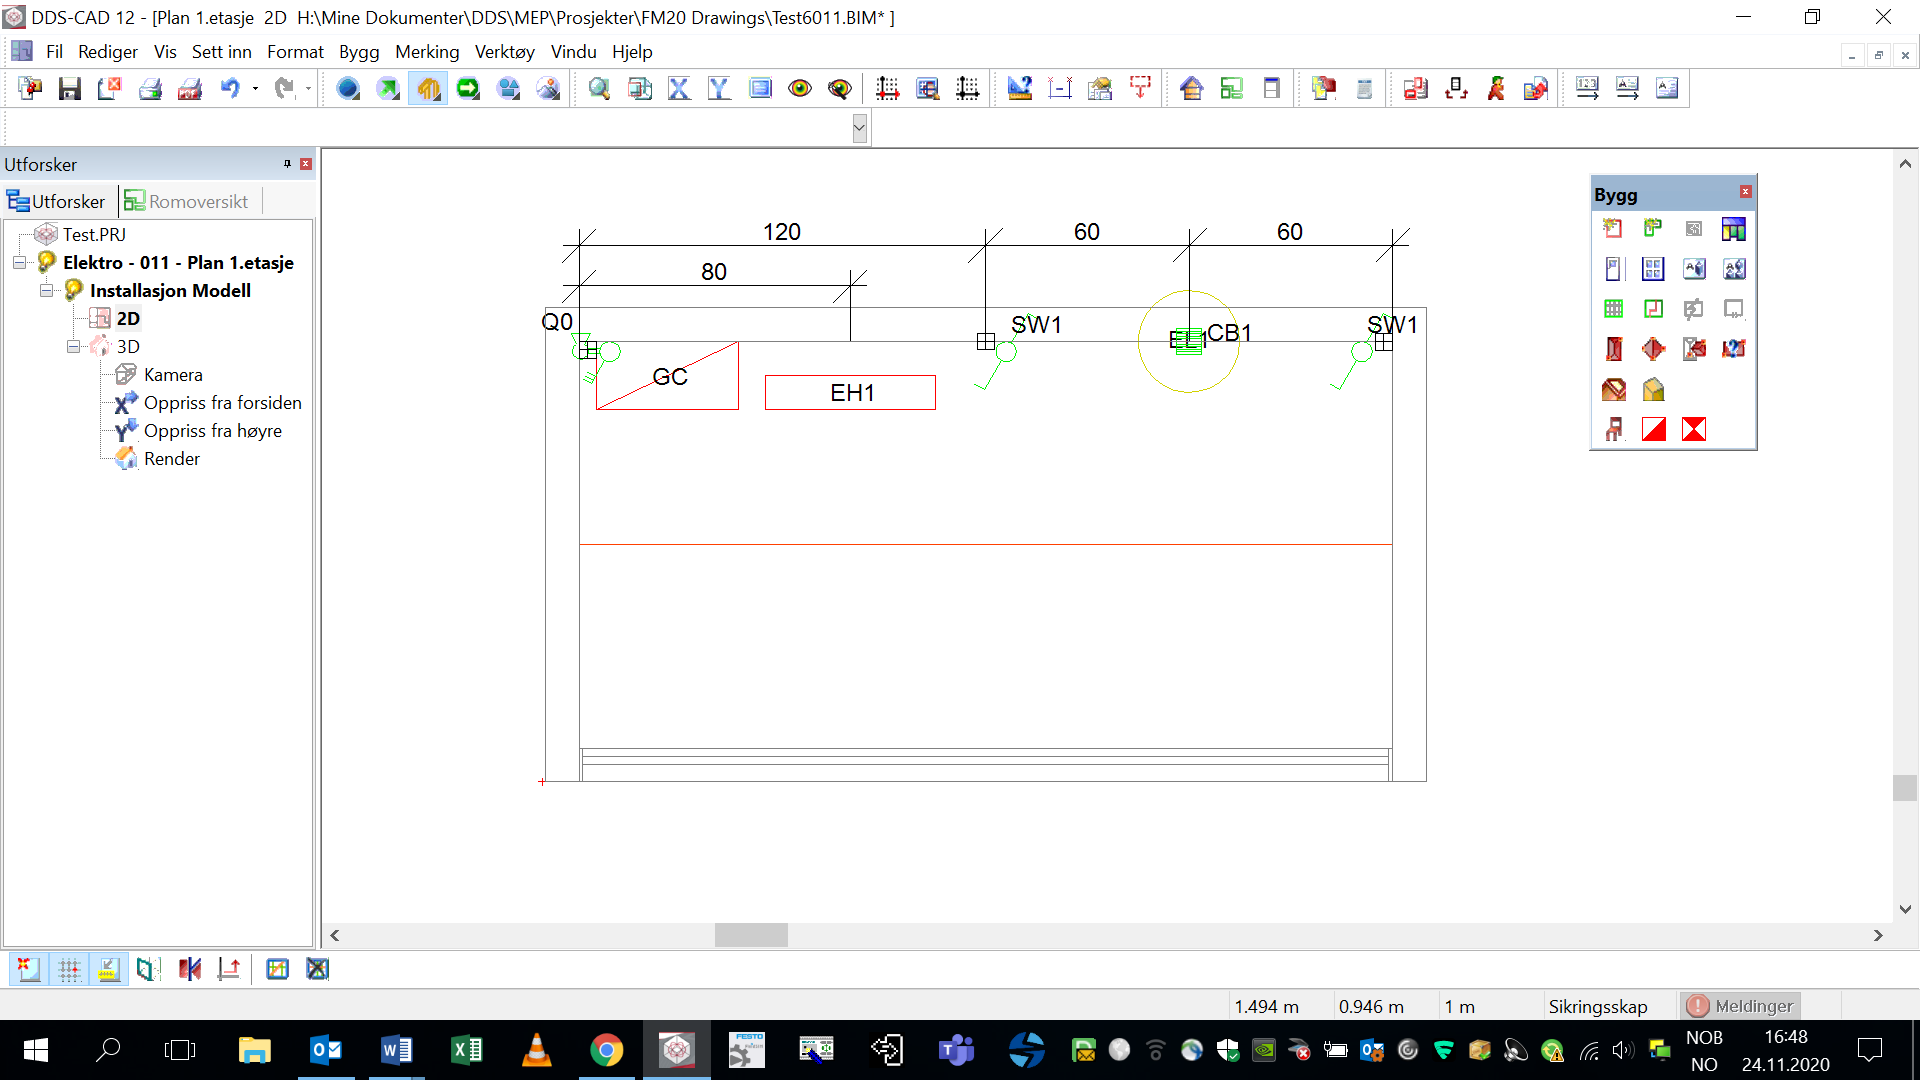 DDS-CAD 12 - [Plan 1.etasje  2D  H:\Mine Dokumenter\DDS\MEP\Prosjekter\FM20 Drawings\Test6011.BIM* ]
Fil Rediger Vis Sett inn Format Bygg Merking Verktøy Vindu Hjelp
Utforsker
Utforsker Romoversikt
Test.PRJ
Elektro - 011 - Plan 1.etasje
Installasjon Modell
2D
3D
Kamera
Oppriss fra forsiden
Oppriss fra høyre
Render
120 60 60
80
Q0 SW1 CB1 SW1
GC
EH1
Bygg
1.494 m 0.946 m 1 m Sikringsskap Meldinger
NOB 16:48
NO 24.11.2020